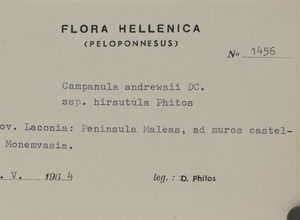 FLORA HELLENICA
(PELOPONNESUS)
No 1456
Campanula andrewsii DC.
ssp. hirsutula Phitos
ov. Laconia: Peninsula Maleas, ad muros castel-
Monemvasia.
. V. 1964 leg.: D. Philos